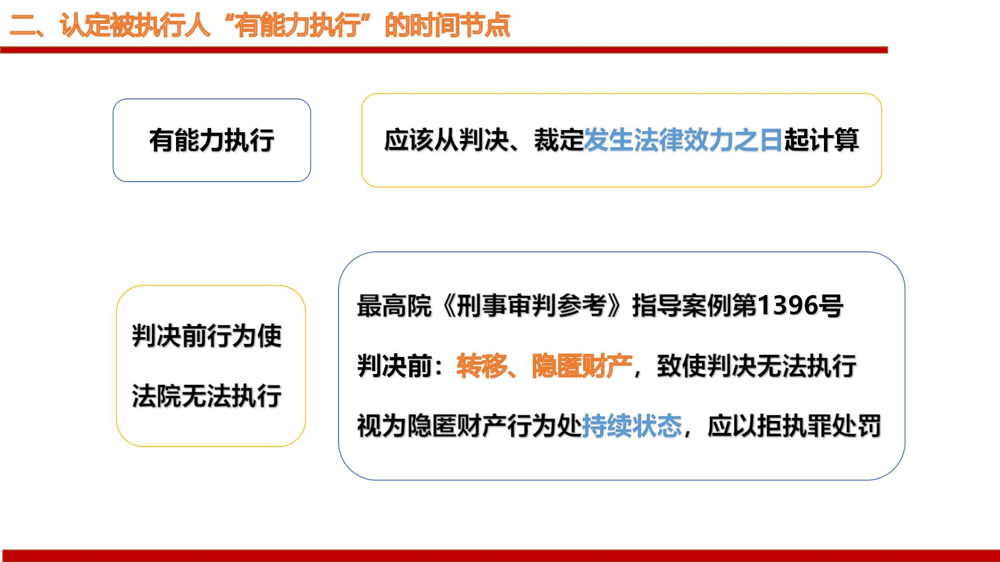 二、认定被执行人“有能力执行”的时间节点
有能力执行
应该从判决、裁定发生法律效力之日起计算
判决前行为使
法院无法执行
最高院《刑事审判参考》指导案例第1396号
判决前：转移、隐匿财产，致使判决无法执行
视为隐匿财产行为处持续状态，应以拒执罪处罚